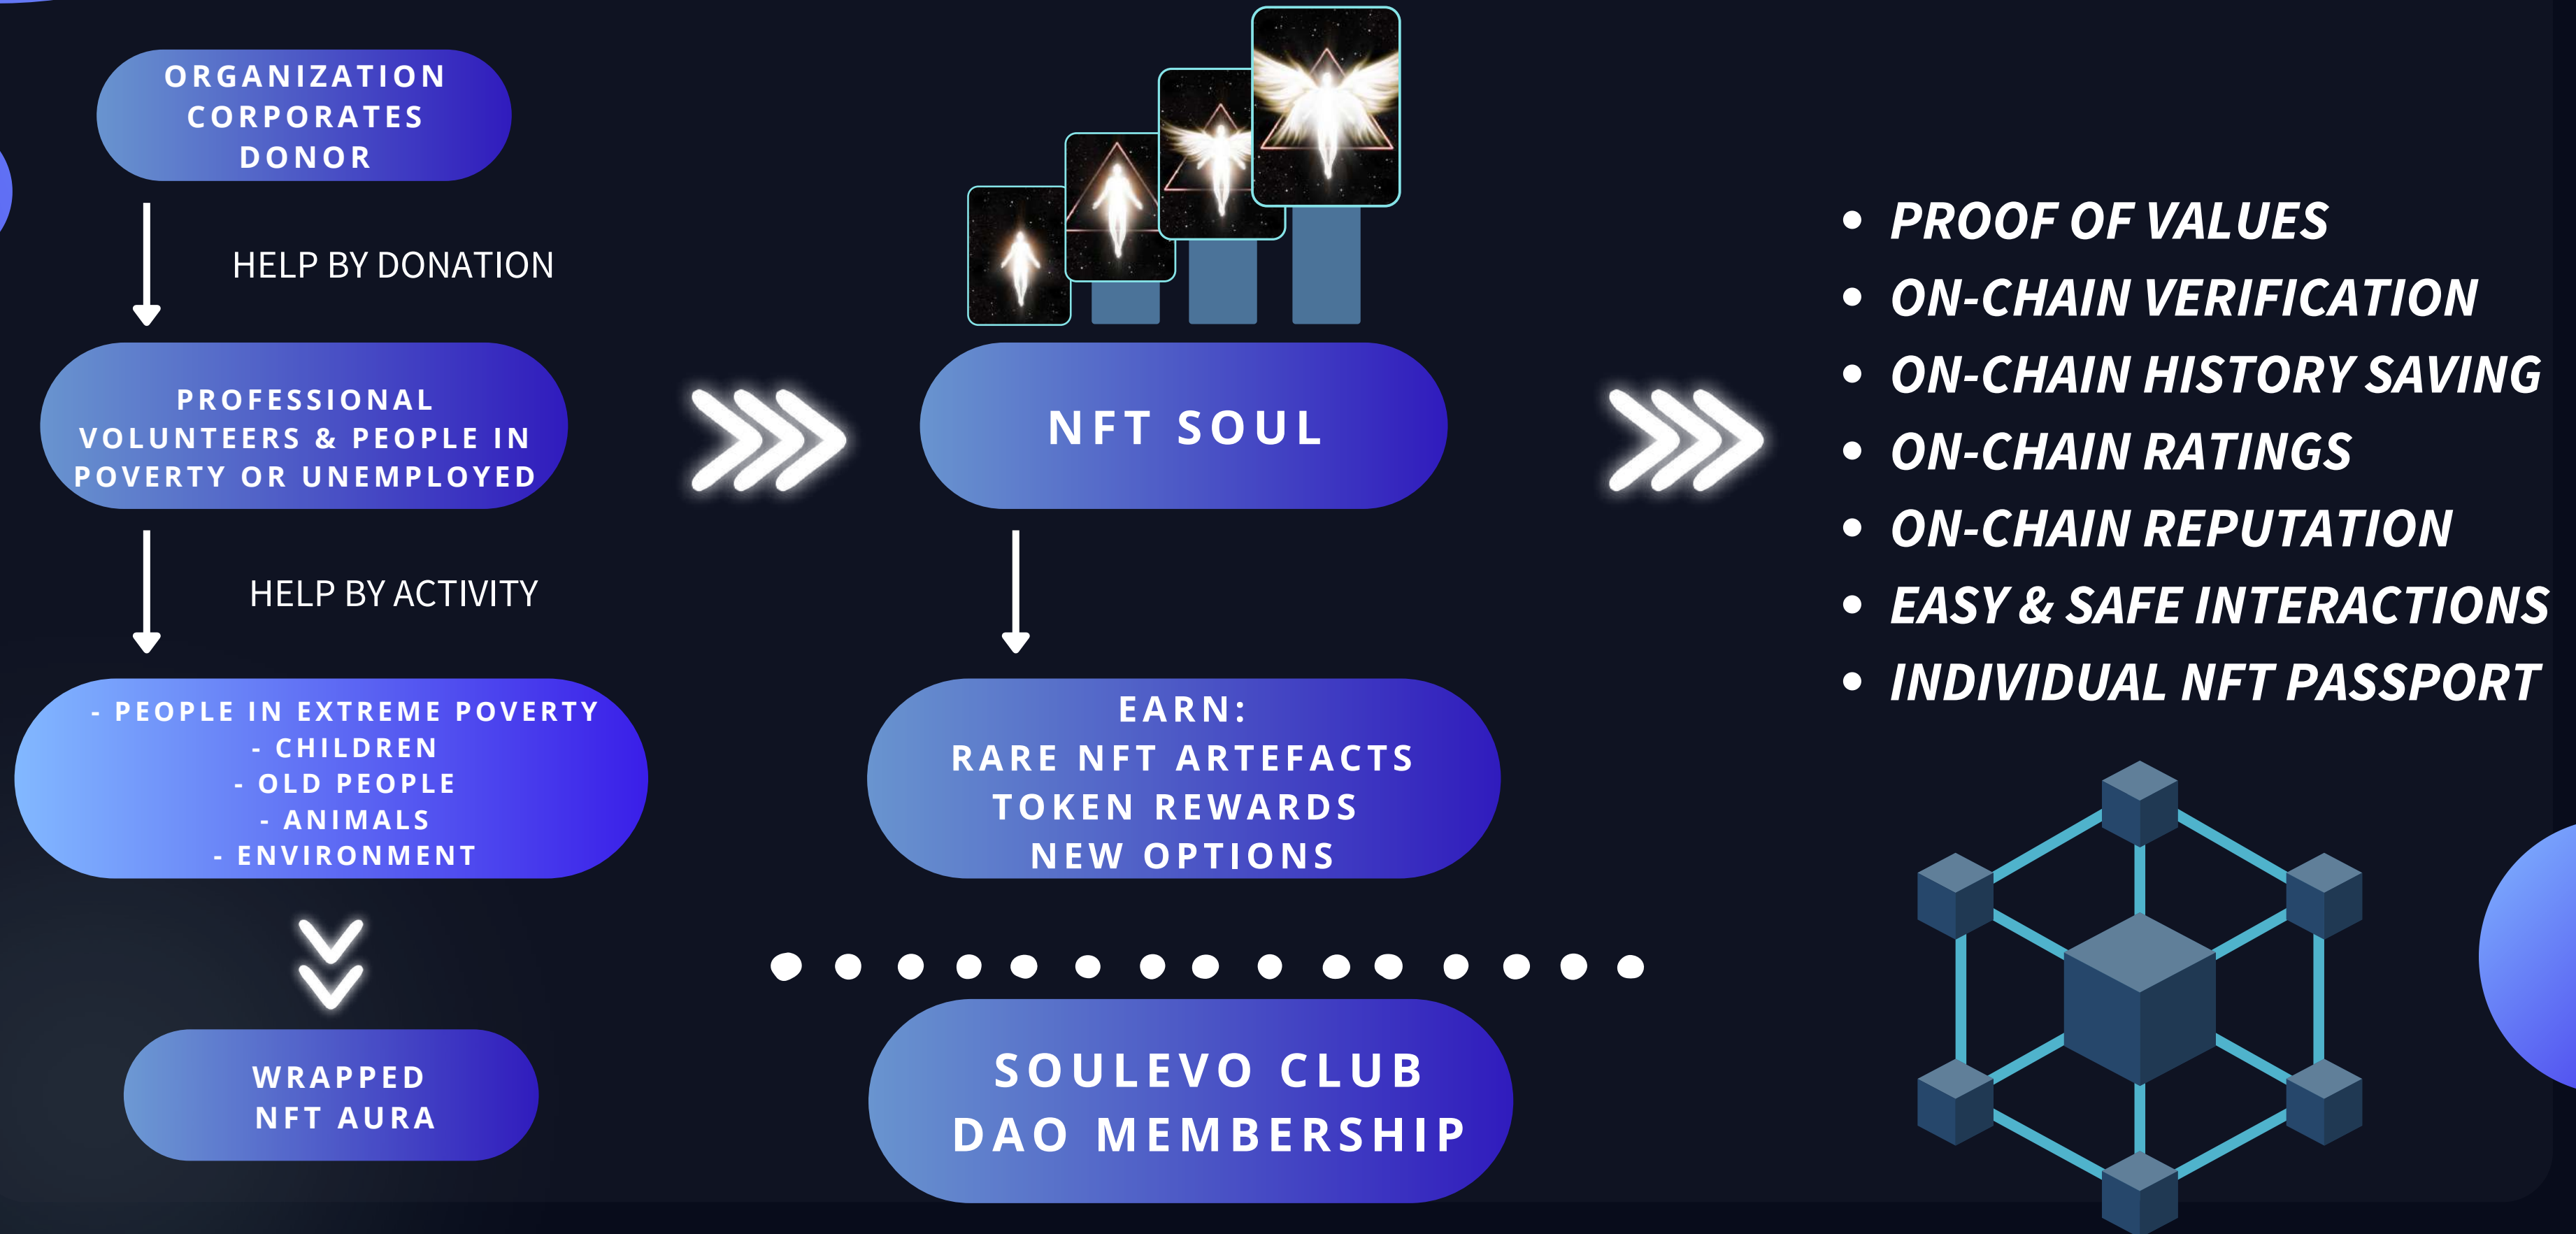 ORGANIZATION
CORPORATES
DONOR
HELP BY DONATION
PROFESSIONAL
VOLUNTEERS & PEOPLE IN
POVERTY OR UNEMPLOYED
HELP BY ACTIVITY
- PEOPLE IN EXTREME POVERTY
- CHILDREN
- OLD PEOPLE
- ANIMALS
- ENVIRONMENT
WRAPPED
NFT AURA
NFT SOUL
EARN:
RARE NFT ARTEFACTS
TOKEN REWARDS
NEW OPTIONS
SOULEVO CLUB
DAO MEMBERSHIP
• PROOF OF VALUES
• ON-CHAIN VERIFICATION
• ON-CHAIN HISTORY SAVING
• ON-CHAIN RATINGS
• ON-CHAIN REPUTATION
• EASY & SAFE INTERACTIONS
• INDIVIDUAL NFT PASSPORT